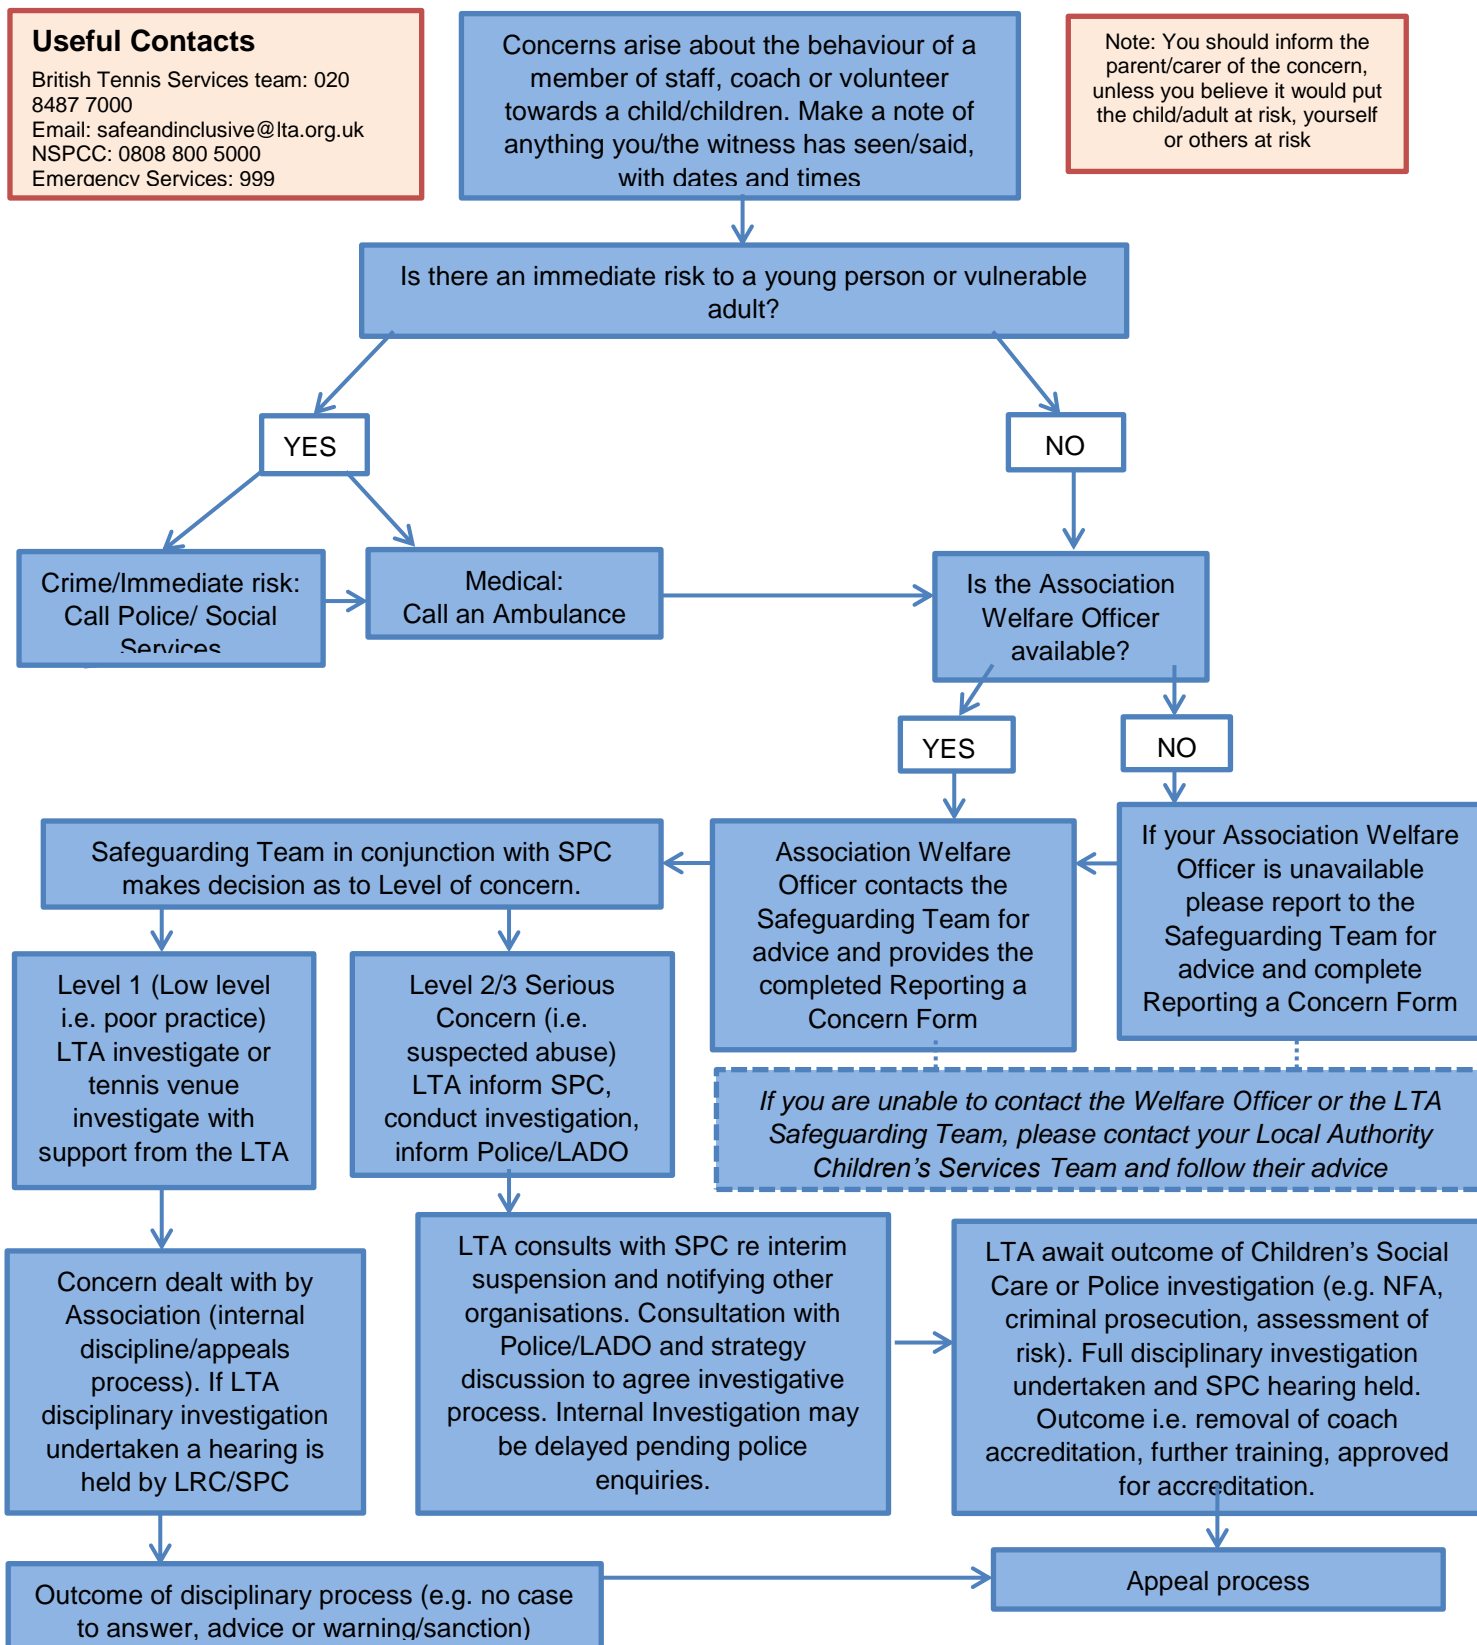 Useful Contacts
British Tennis Services team: 020
8487 7000
Email: safeandinclusive@lta.org.uk
NSPCC: 0808 800 5000
Emergency Services: 999
Concerns arise about the behaviour of a
member of staff, coach or volunteer
towards a child/children. Make a note of
anything you/the witness has seen/said,
with dates and times
Note: You should inform the
parent/carer of the concern,
unless you believe it would put
the child/adult at risk, yourself
or others at risk
Is there an immediate risk to a young person or vulnerable
adult?
YES
NO
Crime/Immediate risk:
Call Police/ Social
Services
Medical:
Call an Ambulance
Is the Association
Welfare Officer
available?
YES
NO
Safeguarding Team in conjunction with SPC
makes decision as to Level of concern.
Association Welfare
Officer contacts the
Safeguarding Team for
advice and provides the
completed Reporting a
Concern Form
If your Association Welfare
Officer is unavailable
please report to the
Safeguarding Team for
advice and complete
Reporting a Concern Form
Level 1 (Low level
i.e. poor practice)
LTA investigate or
tennis venue
investigate with
support from the LTA
Level 2/3 Serious
Concern (i.e.
suspected abuse)
LTA inform SPC,
conduct investigation,
inform Police/LADO
If you are unable to contact the Welfare Officer or the LTA
Safeguarding Team, please contact your Local Authority
Children's Services Team and follow their advice
Concern dealt with by
Association (internal
discipline/appeals
process). If LTA
disciplinary investigation
undertaken a hearing is
held by LRC/SPC
LTA consults with SPC re interim
suspension and notifying other
organisations. Consultation with
Police/LADO and strategy
discussion to agree investigative
process. Internal Investigation may
be delayed pending police
enquiries.
LTA await outcome of Children's Social
Care or Police investigation (e.g. NFA,
criminal prosecution, assessment of
risk). Full disciplinary investigation
undertaken and SPC hearing held.
Outcome i.e. removal of coach
accreditation, further training, approved
for accreditation.
Outcome of disciplinary process (e.g. no case
to answer, advice or warning/sanction)
Appeal process